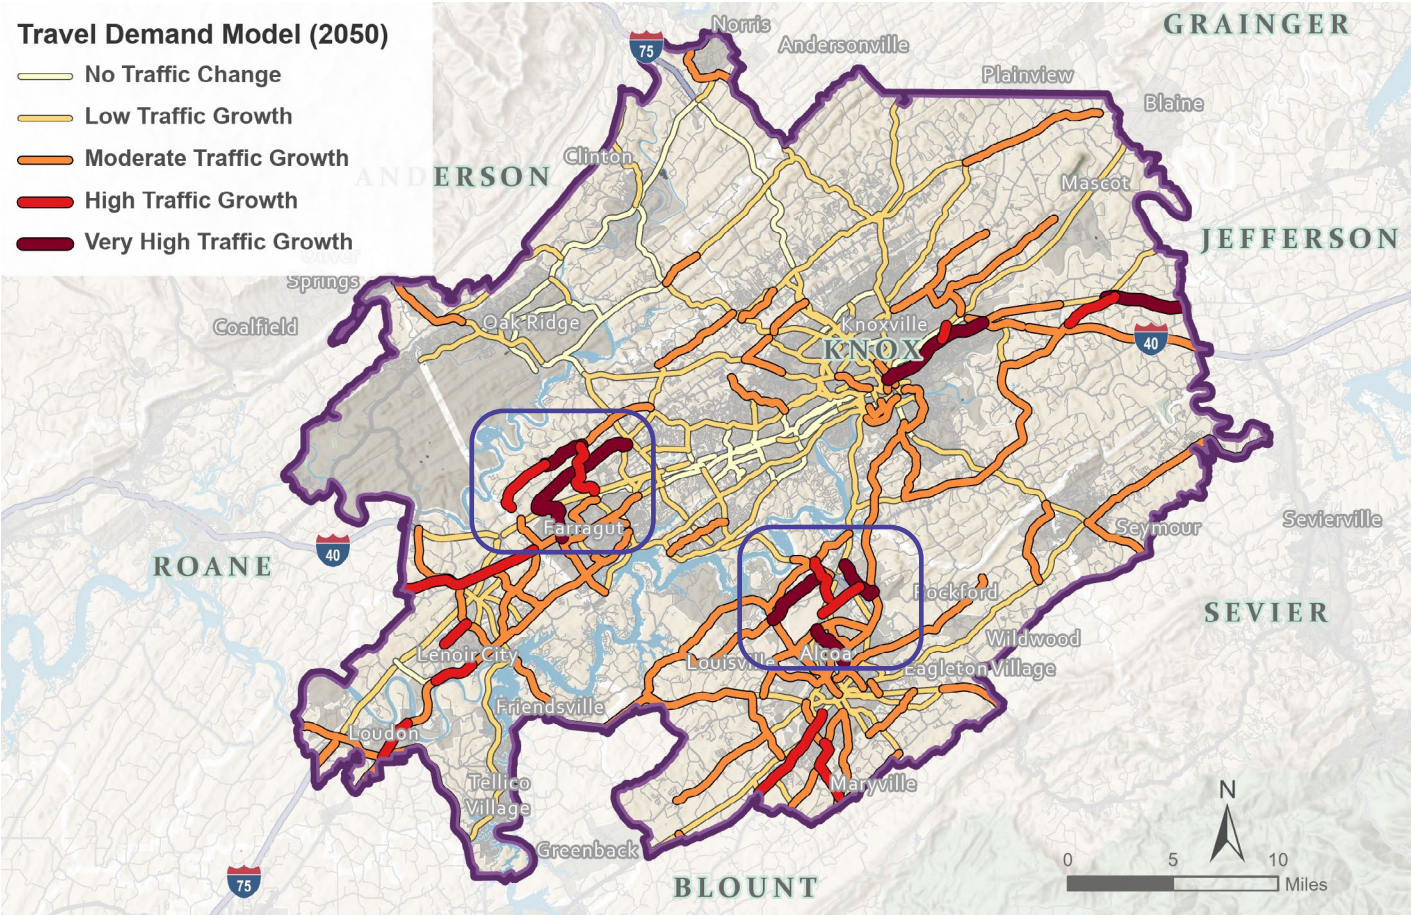 Travel Demand Model (2050)
No Traffic Change
Low Traffic Growth
Moderate Traffic Growth
High Traffic Growth
Very High Traffic Growth
Norris
75
Andersonville
GRAINGER
Plainview
Blaine
Clinton
ANDERSON
Mascot
JEFFERSON
Oliver
Springs
Coalfield
Oak Ridge
Knoxville
KNOX
40
Farragut
Seymour
Sevierville
40
ROANE
Rockford
SEVIER
Wildwood
Lenoir City
Louisville
Alcoa
Eagleton Village
Friendsville
Loudon
Tellico
Village
Maryville
Greenback
75
BLOUNT
N
0 5 10
Miles